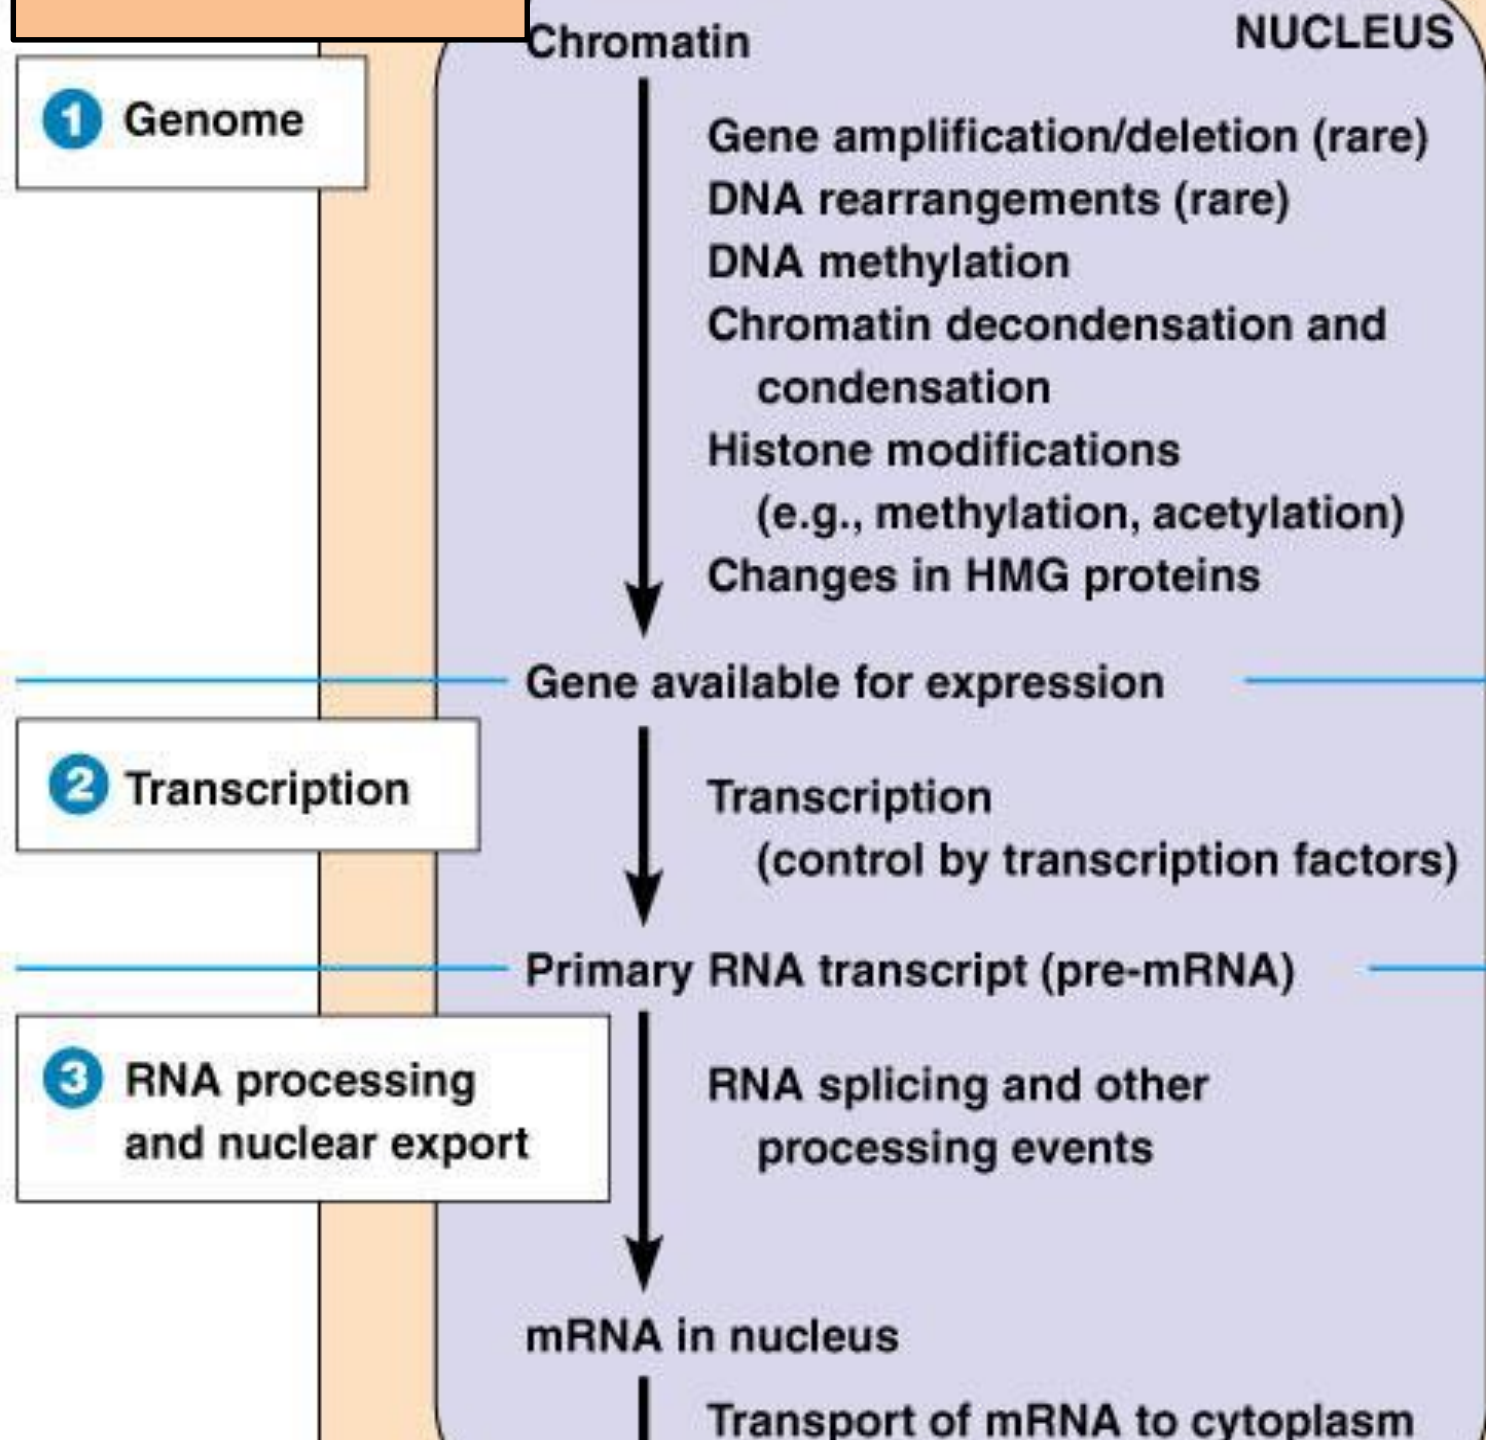 Chromatin
NUCLEUS
1 Genome
Gene amplification/deletion (rare)
DNA rearrangements (rare)
DNA methylation
Chromatin decondensation and
condensation
Histone modifications
(e.g., methylation, acetylation)
Changes in HMG proteins
Gene available for expression
2 Transcription
Transcription
(control by transcription factors)
Primary RNA transcript (pre-mRNA)
3 RNA processing
and nuclear export
RNA splicing and other
processing events
mRNA in nucleus
Transport of mRNA to cytoplasm